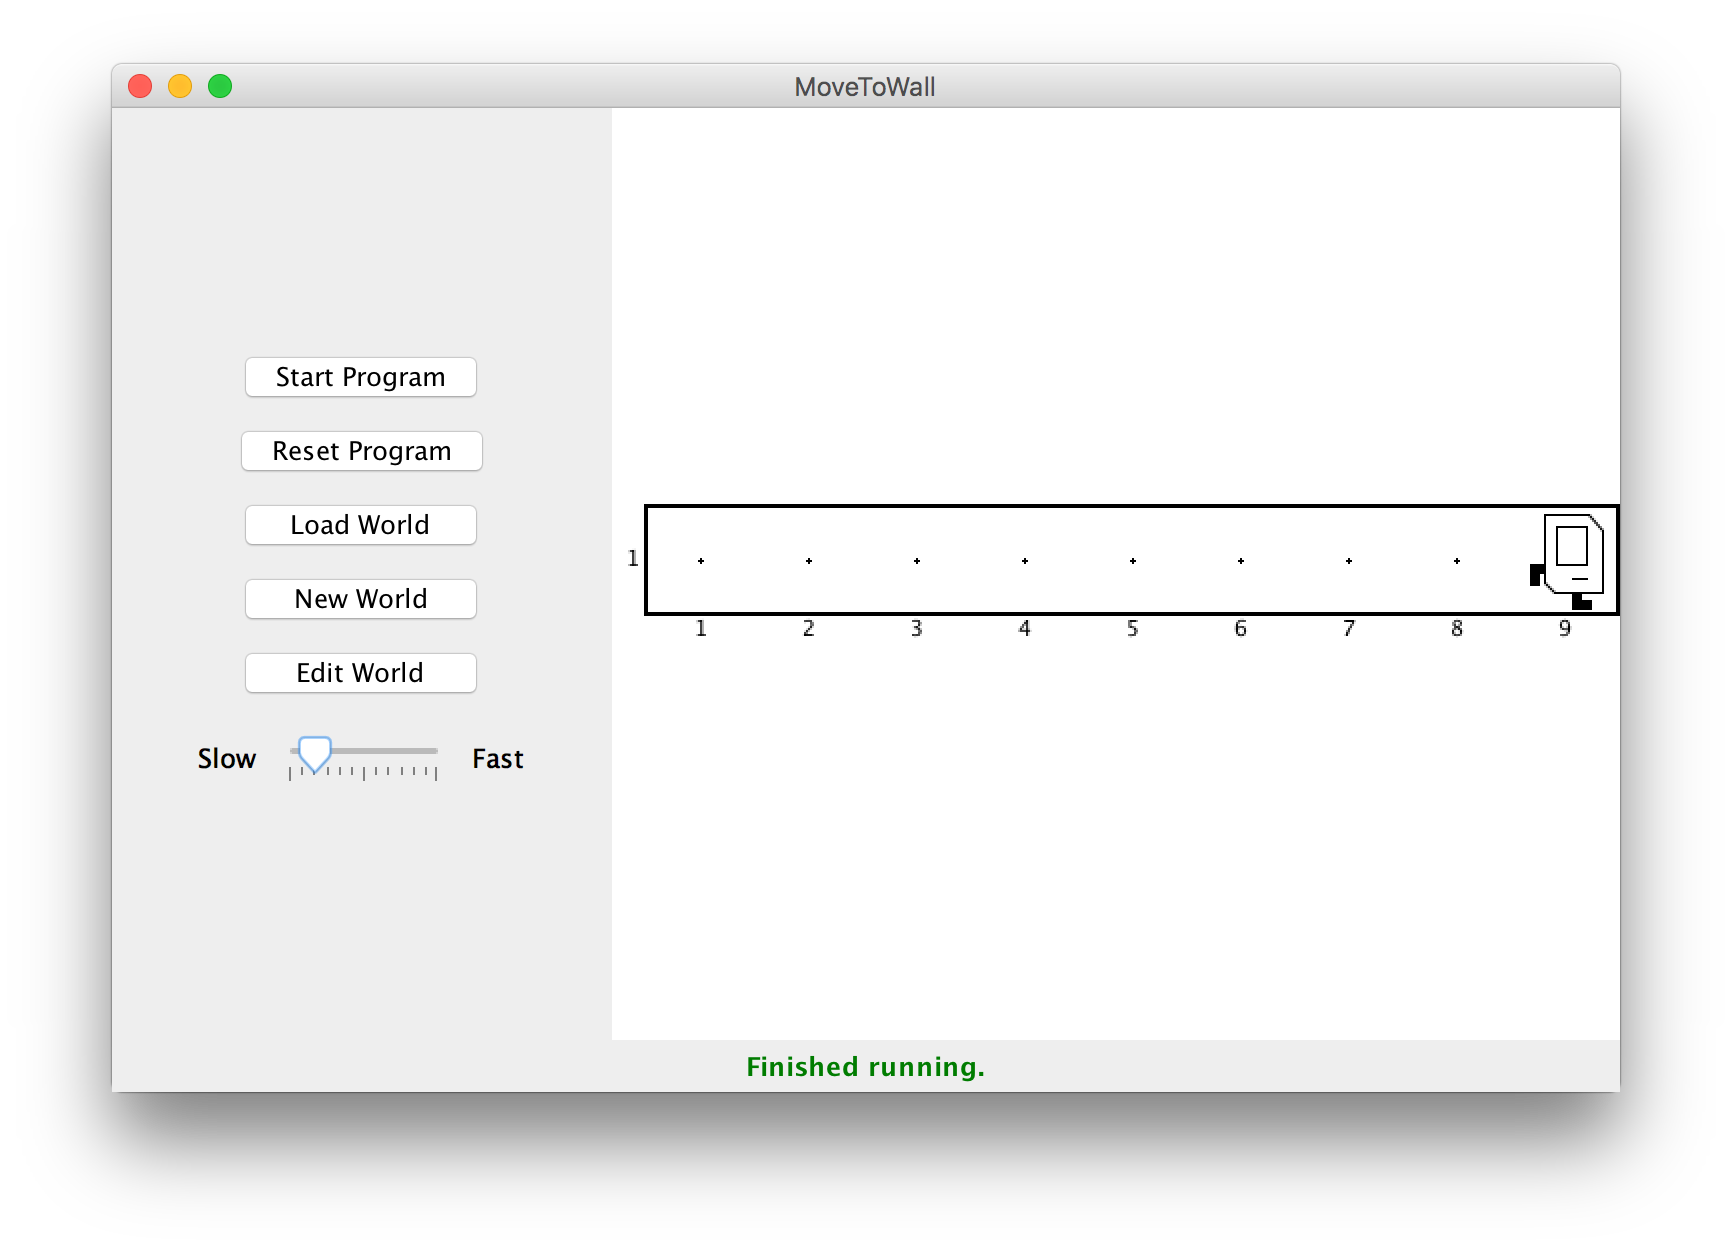 MoveToWall
Start Program
Reset Program
Load World
New World
Edit World
Slow Fast
1
1 2 3 4 5 6 7 8 9
Finished running.